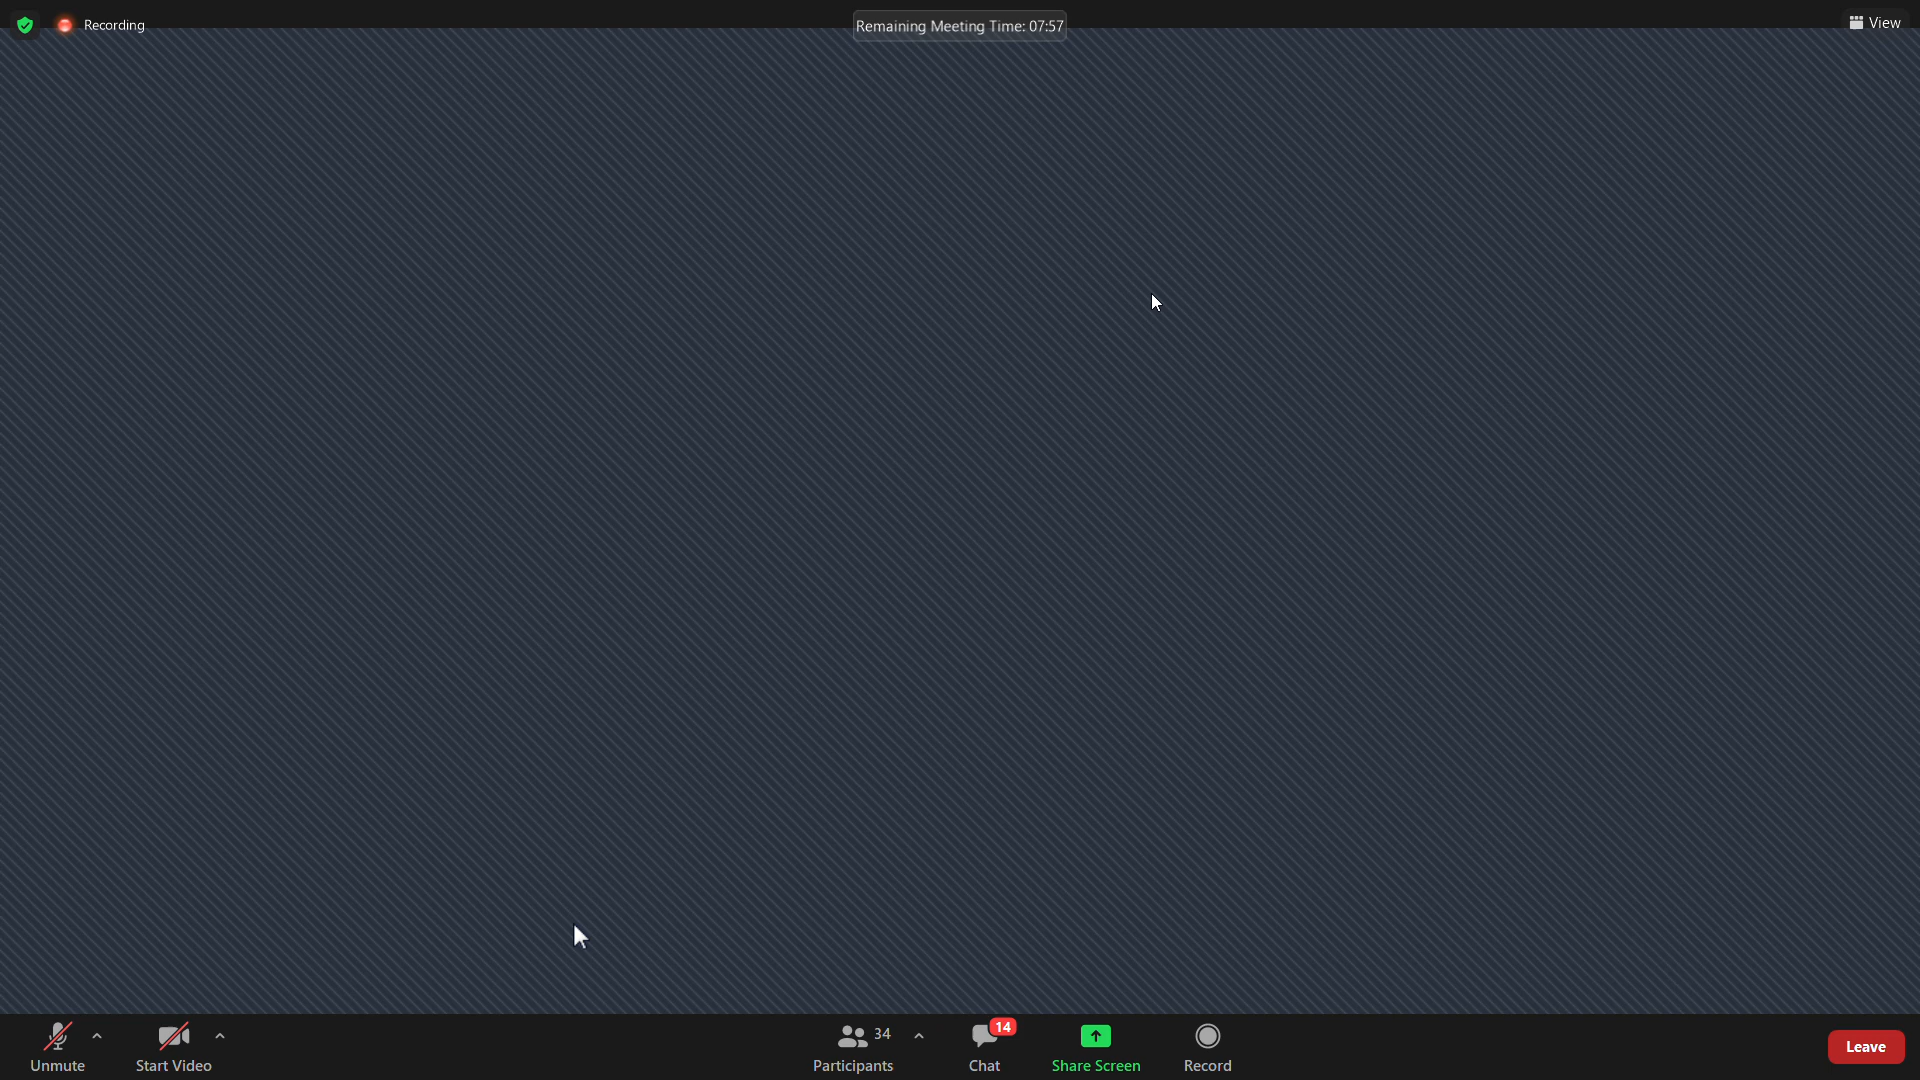 Recording
Remaining Meeting Time: 07:57
View
Unmute
Start Video
34
Participants
14
Chat
Share Screen
Record
Leave